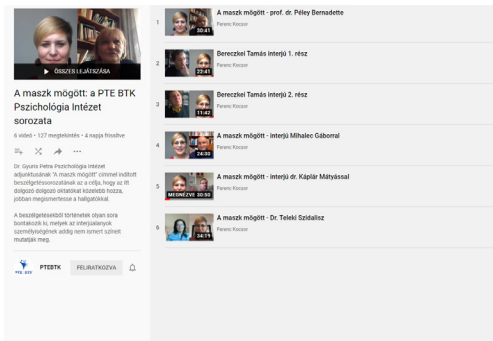 ÖSSZES LEJÁTSZÁSA
A maszk mögött: a PTE BTK
Pszichológia Intézet
sorozata
6 videó • 127 megtekintés • 4 napja frissítve
Dr. Gyuris Petra Pszichológia Intézet
adjunktusának "A maszk mögött" címmel indított
beszélgetéssorozatának az a célja, hogy az itt
dolgozó dolgozó oktatókat közelebb hozza,
jobban megismertesse a hallgatókkal.
A beszélgetésekből történetek olyan sora
bontakozik ki, melyek az interjúalanyok
személyiségének addig nem ismert színeit
mutatják meg.
PTE BTK
PTEBTK
FELIRATKOZVA
1
30:41
A maszk mögött - prof. dr. Péley Bernadette
Ferenc Kocsor
2
22:41
Bereczkei Tamás interjú 1. rész
Ferenc Kocsor
3
11:42
Bereczkei Tamás interjú 2. rész
Ferenc Kocsor
4
24:30
A maszk mögött - interjú Mihalec Gáborral
Ferenc Kocsor
5
MEGNÉZVE 30:50
A maszk mögött - interjú dr. Káplár Mátyással
Ferenc Kocsor
6
34:19
A maszk mögött - Dr. Teleki Szidalisz
Ferenc Kocsor